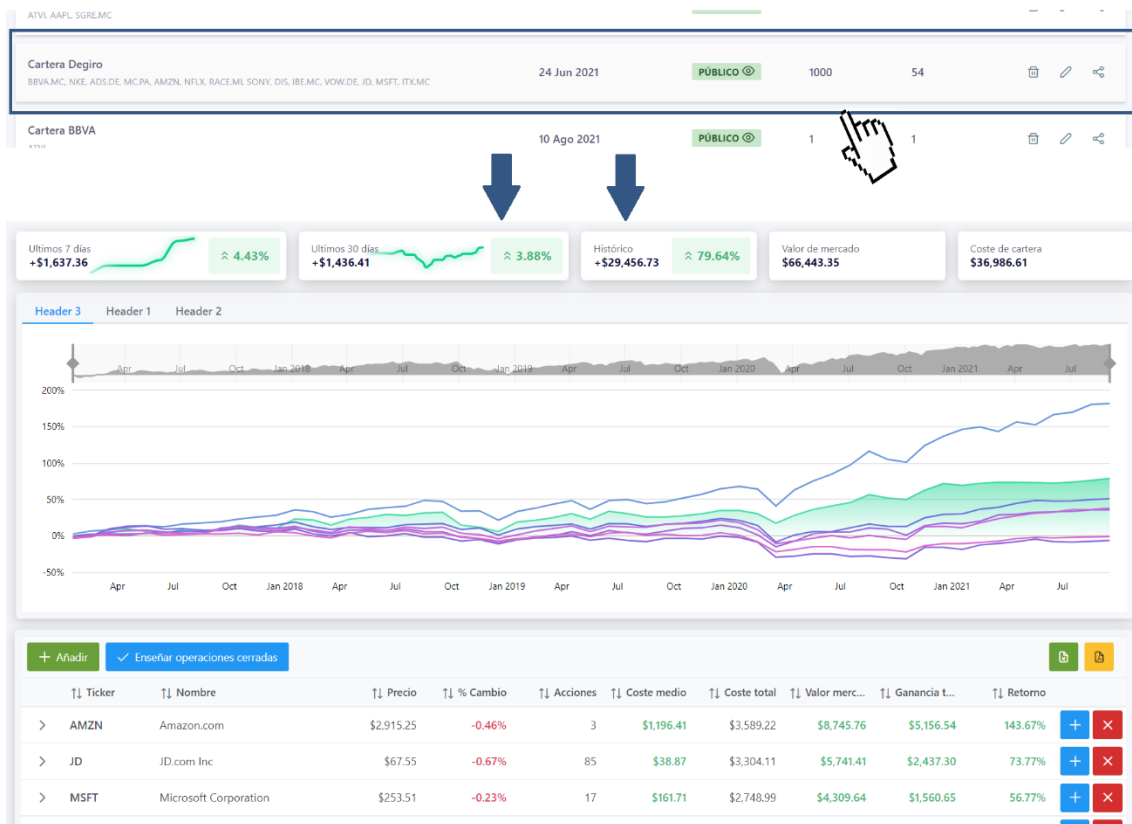 ATVI, AAPL, SGRE.MC
Cartera Degiro
BBVA.MC, NKE, ADS.DE, MC.PA, AMZN, NFLX, RACE.MI, SONY, DIS, IBE.MC, VOW.DE, JD, MSFT, ITX.MC
24 Jun 2021 PÚBLICO 1000 54
Cartera BBVA
10 Ago 2021 PÚBLICO 1 1
Ultimos 7 días
+$1,637.36
4.43%
Ultimos 30 días
+$1,436.41
3.88%
Histórico
+$29,456.73
79.64%
Valor de mercado
$66,443.35
Coste de cartera
$36,986.61
Header 3 Header 1 Header 2
Apr Jul Oct Jan 2018 Apr Jul Oct Jan 2019 Apr Jul Oct Jan 2020 Apr Jul Oct Jan 2021 Apr Jul
200%
150%
100%
50%
0%
-50%
Apr Jul Oct Jan 2018 Apr Jul Oct Jan 2019 Apr Jul Oct Jan 2020 Apr Jul Oct Jan 2021 Apr Jul
+ Añadir Enseñar operaciones cerradas
Ticker Nombre Precio % Cambio Acciones Coste medio Coste total Valor merc... Ganancia t... Retorno
AMZN Amazon.com $2,915.25 -0.46% 3 $1,196.41 $3,589.22 $8,745.76 $5,156.54 143.67%
JD JD.com Inc $67.55 -0.67% 85 $38.87 $3,304.11 $5,741.41 $2,437.30 73.77%
MSFT Microsoft Corporation $253.51 -0.23% 17 $161.71 $2,748.99 $4,309.64 $1,560.65 56.77%